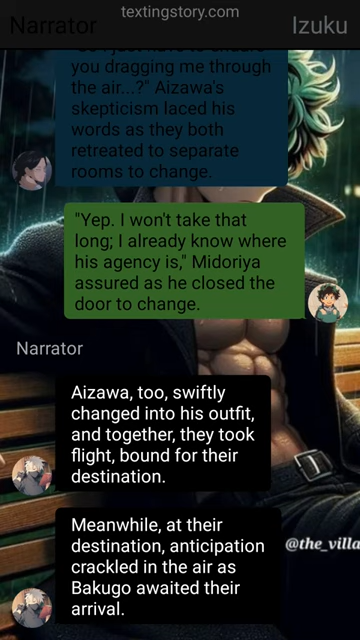 textingstory.com
Narrator
Izuku
you dragging me through
the air...?" Aizawa's
skepticism laced his
words as they both
retreated to separate
rooms to change.
"Yep. I won't take that
long; I already know where
his agency is," Midoriya
assured as he closed the
door to change.
Narrator
Aizawa, too, swiftly
changed into his outfit,
and together, they took
flight, bound for their
destination.
Meanwhile, at their
destination, anticipation
crackled in the air as
Bakugo awaited their
arrival.
@the_villa